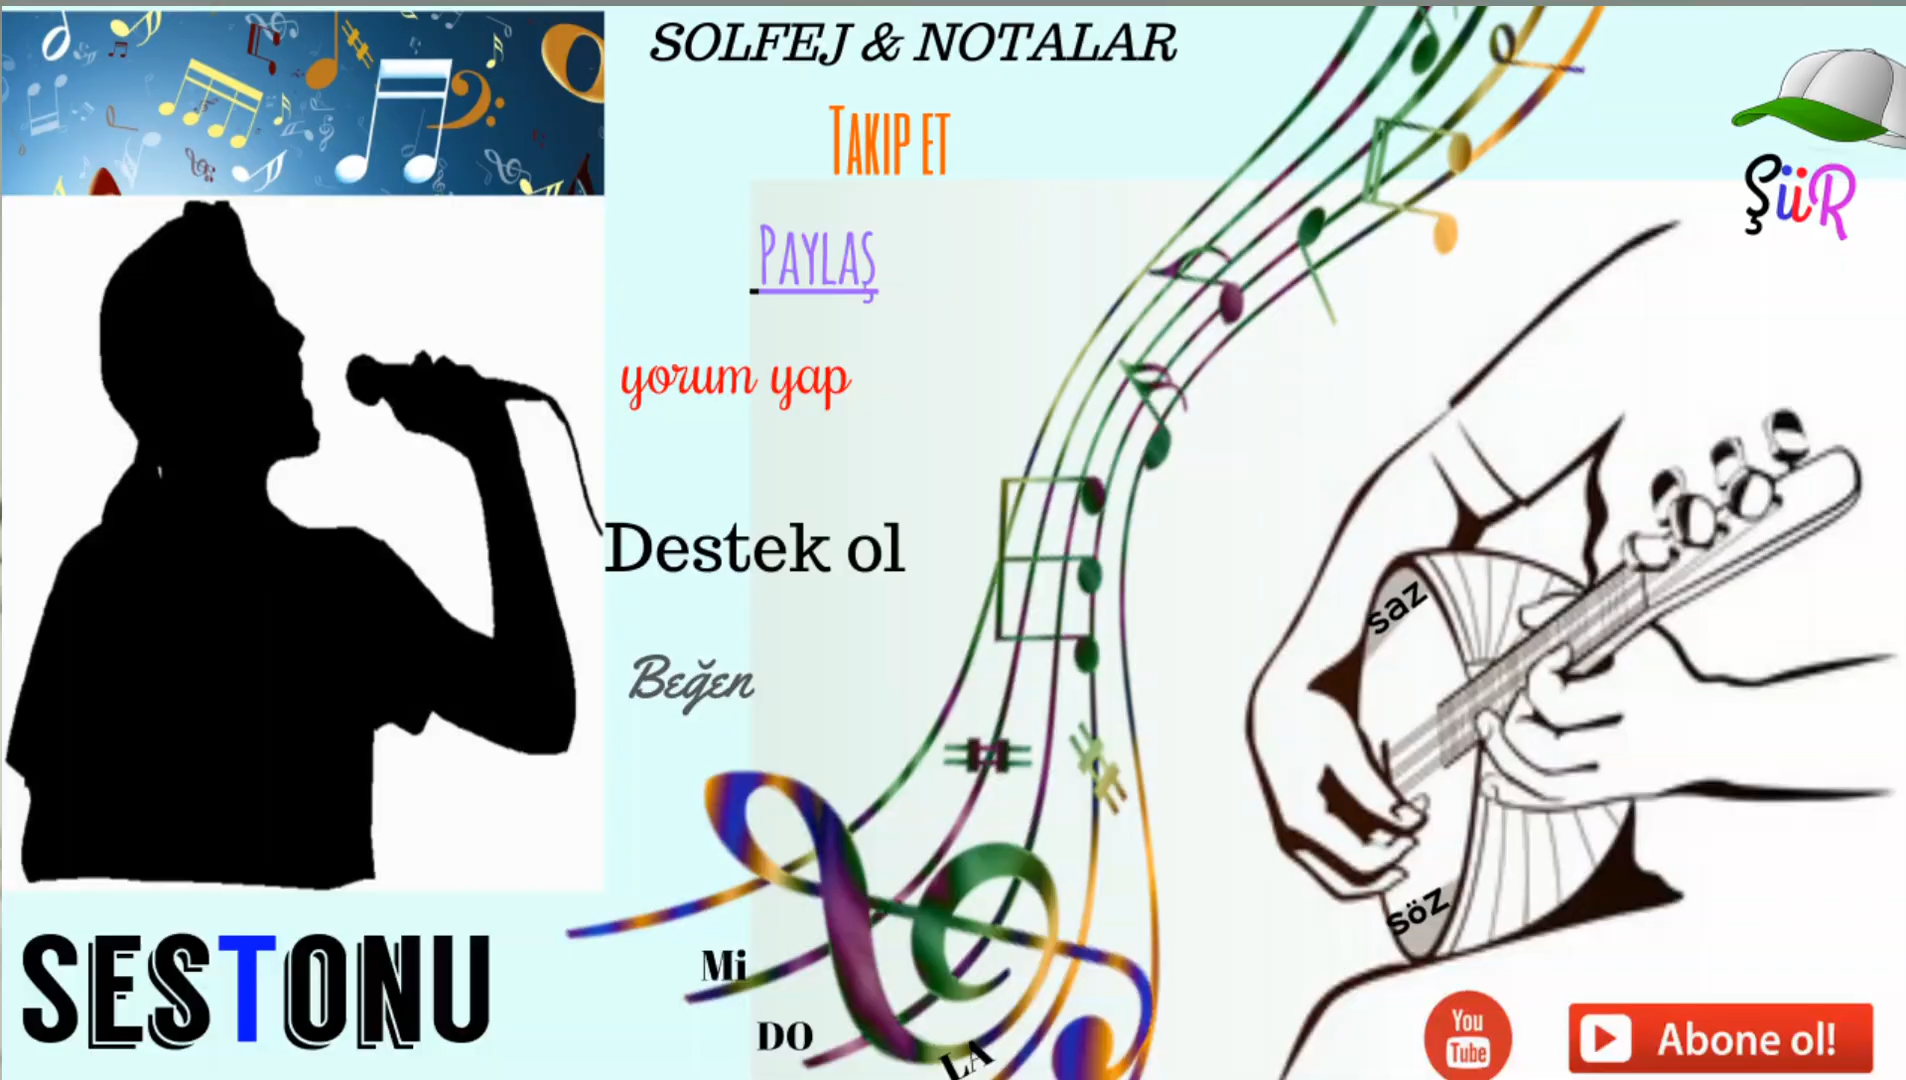 SOLFEJ & NOTALAR
TAKIP ET
PAYLAŞ
ŞiiR
yorum yap
Destek ol
saz
Beğen
söz
SESTONU
Mi
DO
LA
You
Tube
Abone ol!